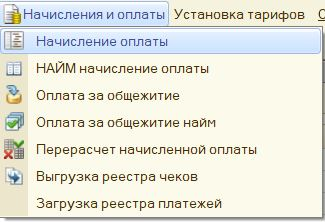 Начисления и оплаты Установка тарифов
Начисление оплаты
НАЙМ начисление оплаты
Оплата за общежитие
Оплата за общежитие найм
Перерасчет начисленной оплаты
Выгрузка реестра чеков
Загрузка реестра платежей